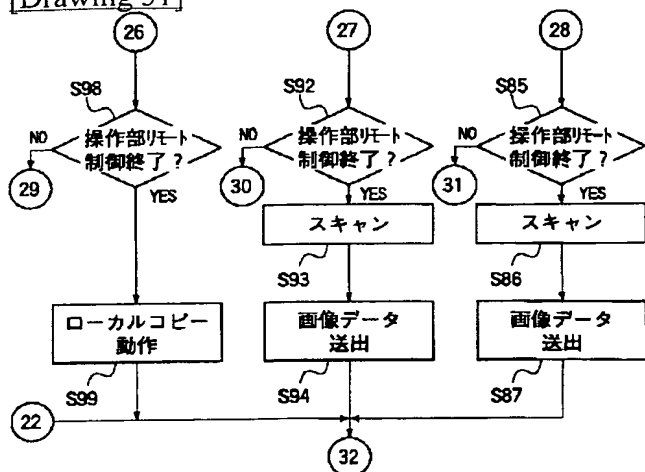 [Drawing 31]
26
27
28
S98
S92
S85
NO
操作部リモート
制御終了?
NO
操作部リモート
制御終了?
NO
操作部リモート
制御終了?
29
YES
30
YES
31
YES
スキャン
スキャン
S93
S86
ローカルコピー
動作
画像データ
送出
画像データ
送出
S99
S94
S87
22
32